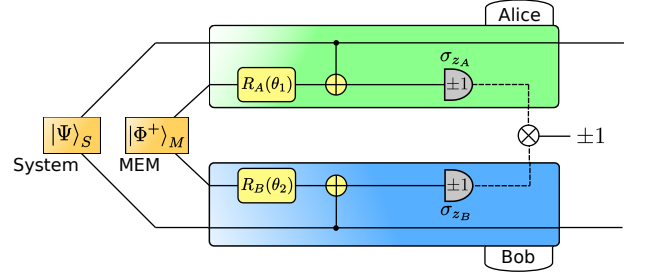 Alice
σ_{z_A}
R_A(θ_1)
±1
|Ψ⟩_S
|Φ^+⟩_M
±1
System
MEM
R_B(θ_2)
±1
σ_{z_B}
Bob